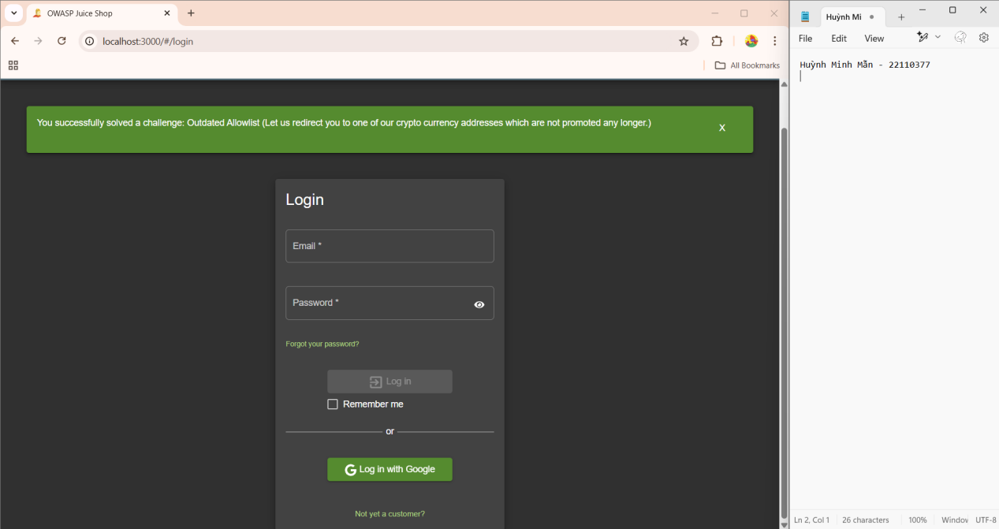 OWASP Juice Shop
localhost:3000/#/login
All Bookmarks
You successfully solved a challenge: Outdated Allowlist (Let us redirect you to one of our crypto currency addresses which are not promoted any longer.)
X
Login
Email *
Password *
Forgot your password?
Log in
Remember me
or
G Log in with Google
Not yet a customer?
Huỳnh Mi
File Edit View
Huỳnh Minh Mẫn - 22110377
Ln 2, Col 1 26 characters 100% Window UTF-8